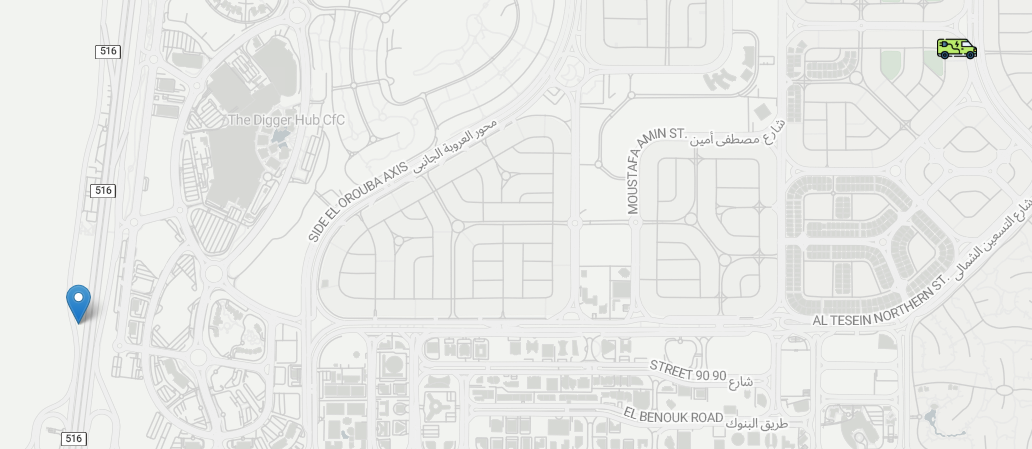 516
The Digger Hub CfC
516
SIDE EL OROUBA AXIS محور العروبة الجانبي
MOUSTAFA AMIN ST. شارع مصطفى أمين
AL TESEIN NORTHERN ST. شارع التسعين الشمالي
STREET 90 90 شارع
EL BENOUK ROAD طريق البنوك
516